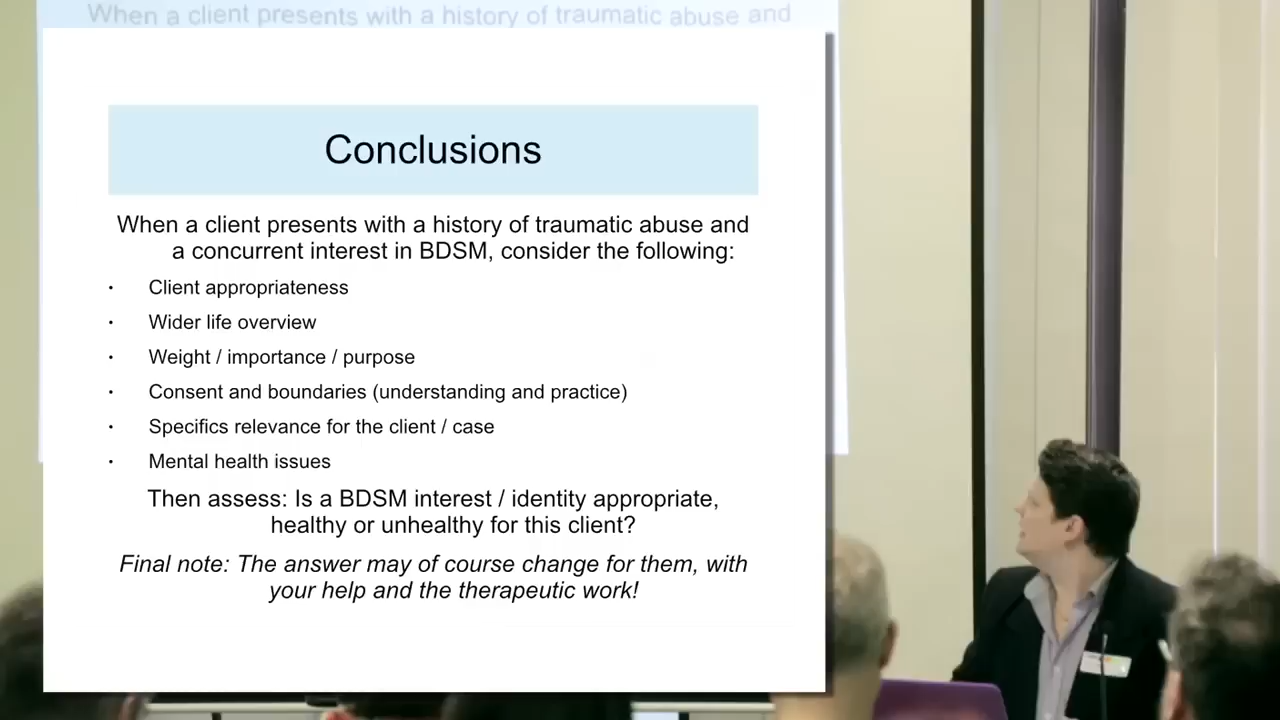 When a client presents with a history of traumatic abuse and
Conclusions
When a client presents with a history of traumatic abuse and
a concurrent interest in BDSM, consider the following:
· Client appropriateness
· Wider life overview
· Weight / importance / purpose
· Consent and boundaries (understanding and practice)
· Specifics relevance for the client / case
· Mental health issues
Then assess: Is a BDSM interest / identity appropriate,
healthy or unhealthy for this client?
Final note: The answer may of course change for them, with
your help and the therapeutic work!